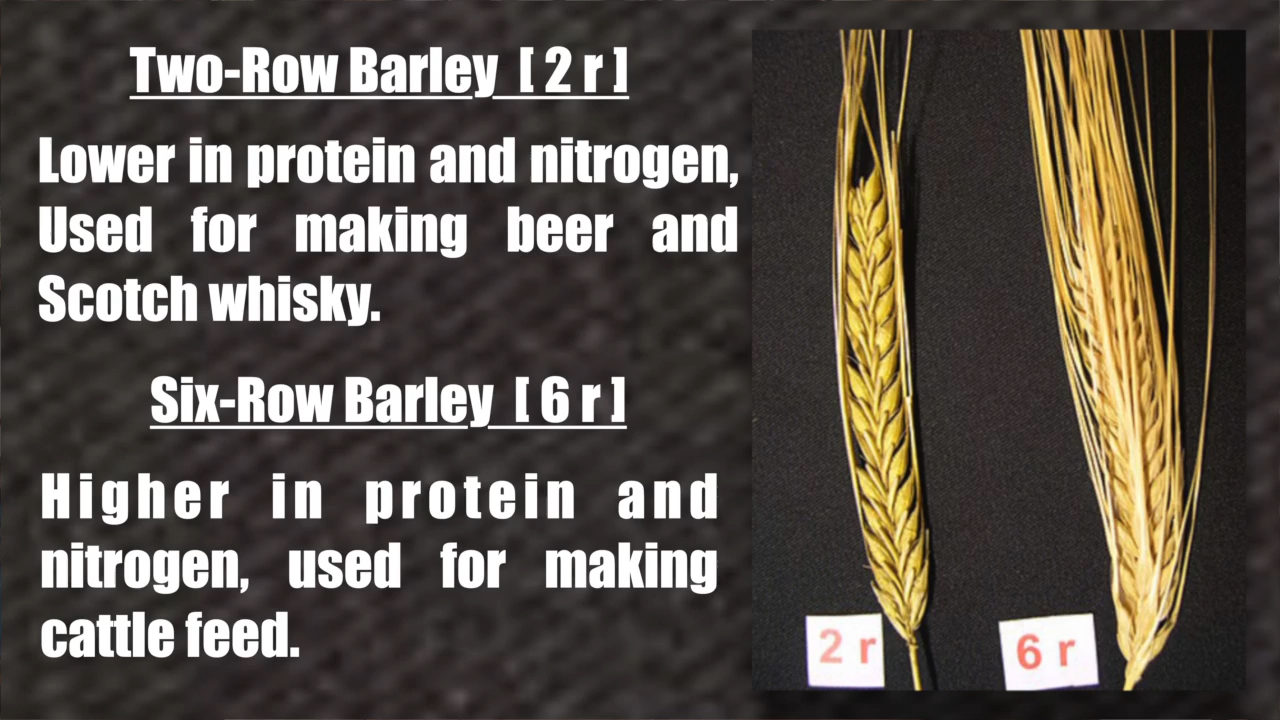 Two-Row Barley [ 2 r ]
Lower in protein and nitrogen,
Used for making beer and
Scotch whisky.
Six-Row Barley [ 6 r ]
Higher in protein and
nitrogen, used for making
cattle feed.
2 r
6 r